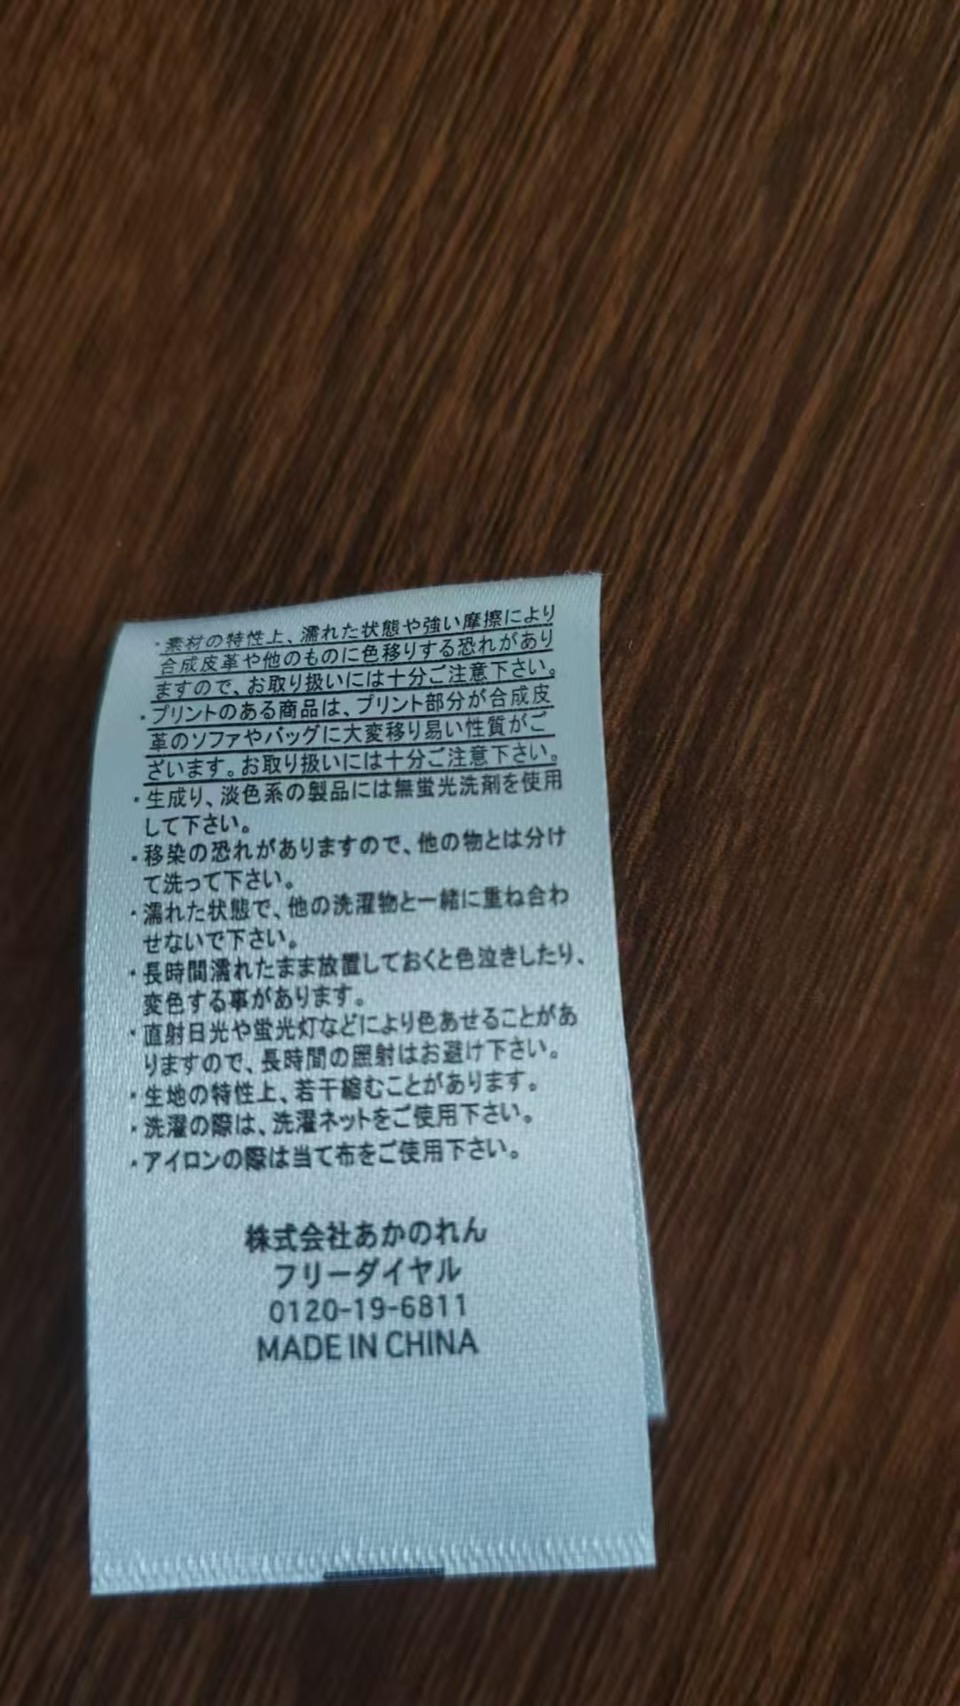 ・素材の特性上、濡れた状態や強い摩擦により
合成皮革や他のものに色移りする恐れがあり
ますので、お取り扱いには十分ご注意下さい。
・プリントのある商品は、プリント部分が合成皮
革のソファやバッグに大変移り易い性質がご
ざいます。お取り扱いには十分ご注意下さい。
・生成り、淡色系の製品には無蛍光洗剤を使用
して下さい。
・移染の恐れがありますので、他の物とは分け
て洗って下さい。
・濡れた状態で、他の洗濯物と一緒に重ね合わ
せないで下さい。
・長時間濡れたまま放置しておくと色泣きしたり、
変色する事があります。
・直射日光や蛍光灯などにより色あせることがあ
りますので、長時間の照射はお避け下さい。
・生地の特性上、若干縮むことがあります。
・洗濯の際は、洗濯ネットをご使用下さい。
・アイロンの際は当て布をご使用下さい。
株式会社あかのれん
フリーダイヤル
0120-19-6811
MADE IN CHINA